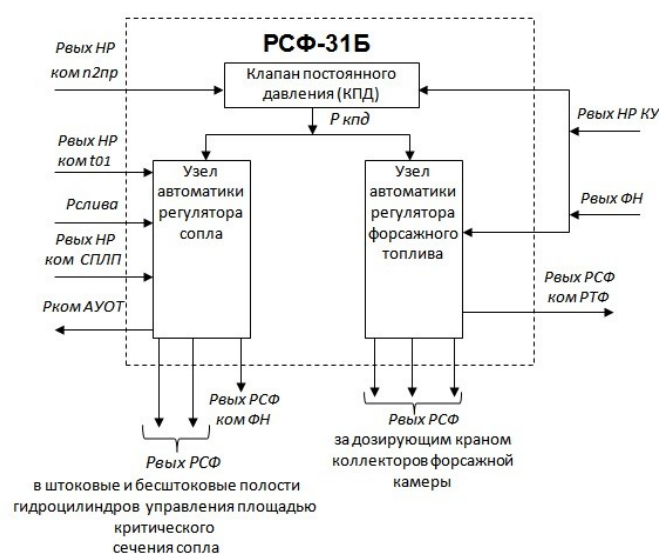 РСФ-31Б
Рвых НР
ком n2пр
Клапан постоянного
давления (КПД)
Р кпд
Рвых НР КУ
Рвых НР
ком t01
Рслива
Рвых НР
ком СПЛП
Рком АУОТ
Узел
автоматики
регулятора
сопла
Узел
автоматики
регулятора
форсажного
топлива
Рвых ФН
Рвых РСФ
ком РТФ
Рвых РСФ
ком ФН
Рвых РСФ
в штоковые и бесштоковые полости
гидроцилиндров управления площадью
критического
сечения сопла
Рвых РСФ
за дозирующим краном
коллекторов форсажной
камеры